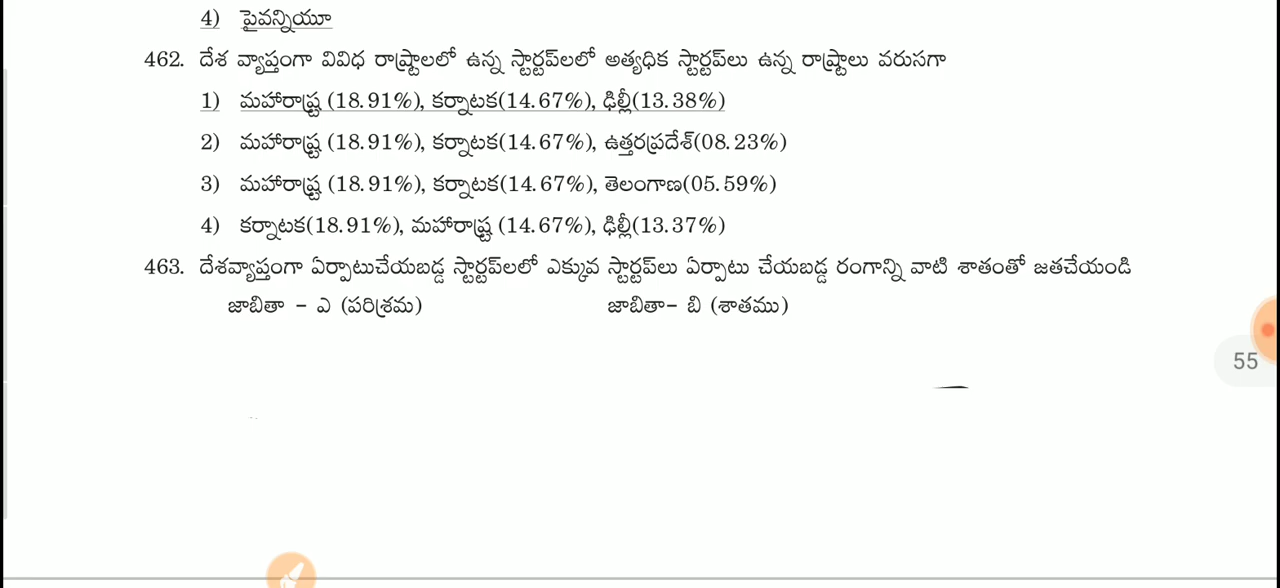 4) పైవన్నియూ
462. దేశ వ్యాప్తంగా వివిధ రాష్ట్రాలలో ఉన్న స్టార్టప్‌లలో అత్యధిక స్టార్టప్‌లు ఉన్న రాష్ట్రాలు వరుసగా
1) మహారాష్ట్ర (18.91%), కర్నాటక(14.67%), ఢిల్లీ(13.38%)
2) మహారాష్ట్ర (18.91%), కర్నాటక(14.67%), ఉత్తరప్రదేశ్(08.23%)
3) మహారాష్ట్ర (18.91%), కర్నాటక(14.67%), తెలంగాణ(05.59%)
4) కర్నాటక(18.91%), మహారాష్ట్ర (14.67%), ఢిల్లీ(13.37%)
463. దేశవ్యాప్తంగా ఏర్పాటుచేయబడ్డ స్టార్టప్‌లలో ఎక్కువ స్టార్టప్‌లు ఏర్పాటు చేయబడ్డ రంగాన్ని వాటి శాతంతో జతచేయండి
జాబితా - ఎ (పరిశ్రమ) జాబితా- బి (శాతము)
55